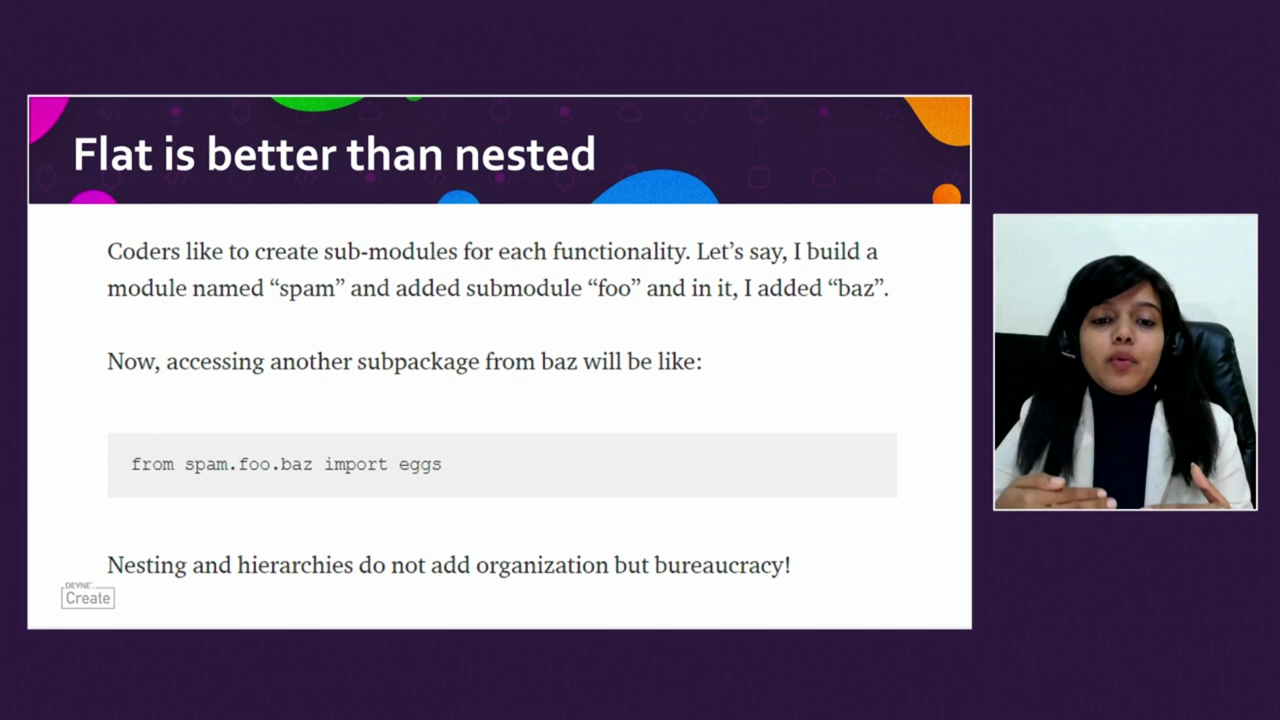 Flat is better than nested
Coders like to create sub-modules for each functionality. Let’s say, I build a
module named “spam” and added submodule “foo” and in it, I added “baz”.
Now, accessing another subpackage from baz will be like:
from spam.foo.baz import eggs
Nesting and hierarchies do not add organization but bureaucracy!
DEVNET
Create